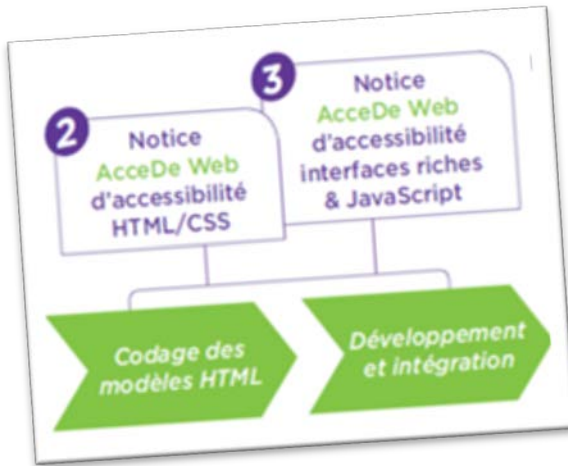 2
Notice
AcceDe Web
d'accessibilité
HTML/CSS
3
Notice
AcceDe Web
d'accessibilité
interfaces riches
& JavaScript
Codage des
modèles HTML
Développement
et intégration